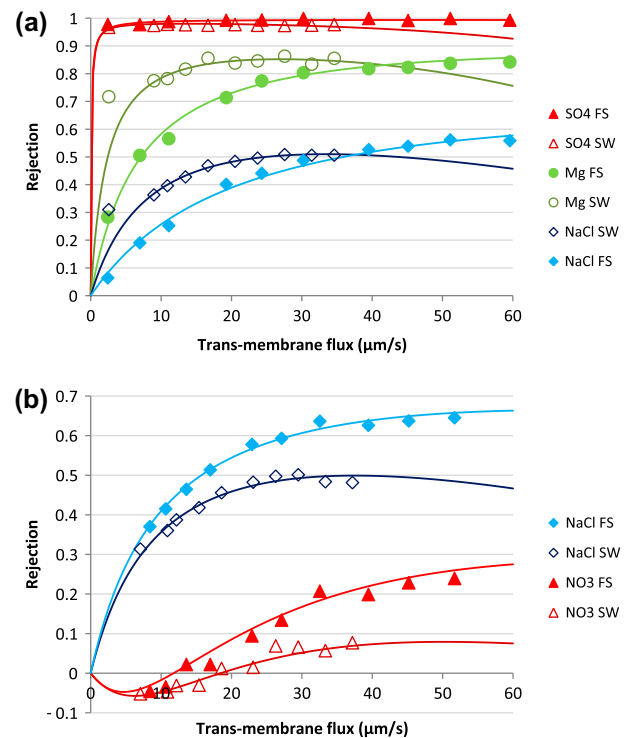 (a)
1
0.9
0.8
0.7
0.6
0.5
0.4
0.3
0.2
0.1
0
Rejection
0 10 20 30 40 50 60
Trans-membrane flux (µm/s)
SO4 FS
SO4 SW
Mg FS
Mg SW
NaCl SW
NaCl FS
(b)
0.7
0.6
0.5
0.4
0.3
0.2
0.1
0
- 0.1
Rejection
0 10 20 30 40 50 60
Trans-membrane flux (µm/s)
NaCl FS
NaCl SW
NO3 FS
NO3 SW